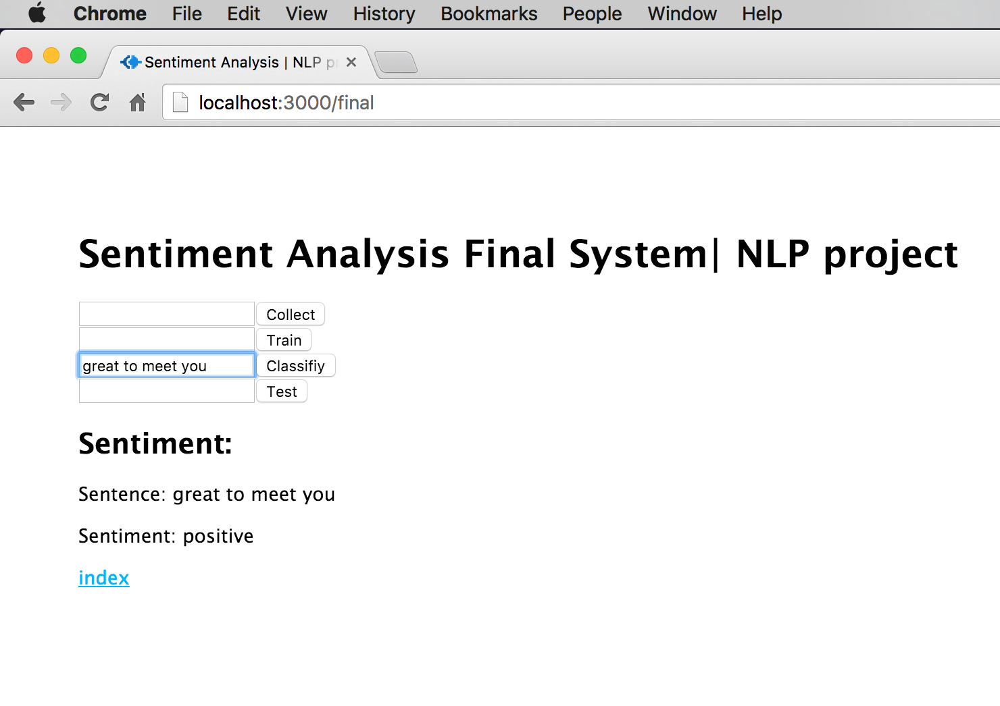 Chrome File Edit View History Bookmarks People Window Help
Sentiment Analysis | NLP
localhost:3000/final
Sentiment Analysis Final System| NLP project
Collect
Train
great to meet you Classifiy
Test
Sentiment:
Sentence: great to meet you
Sentiment: positive
index